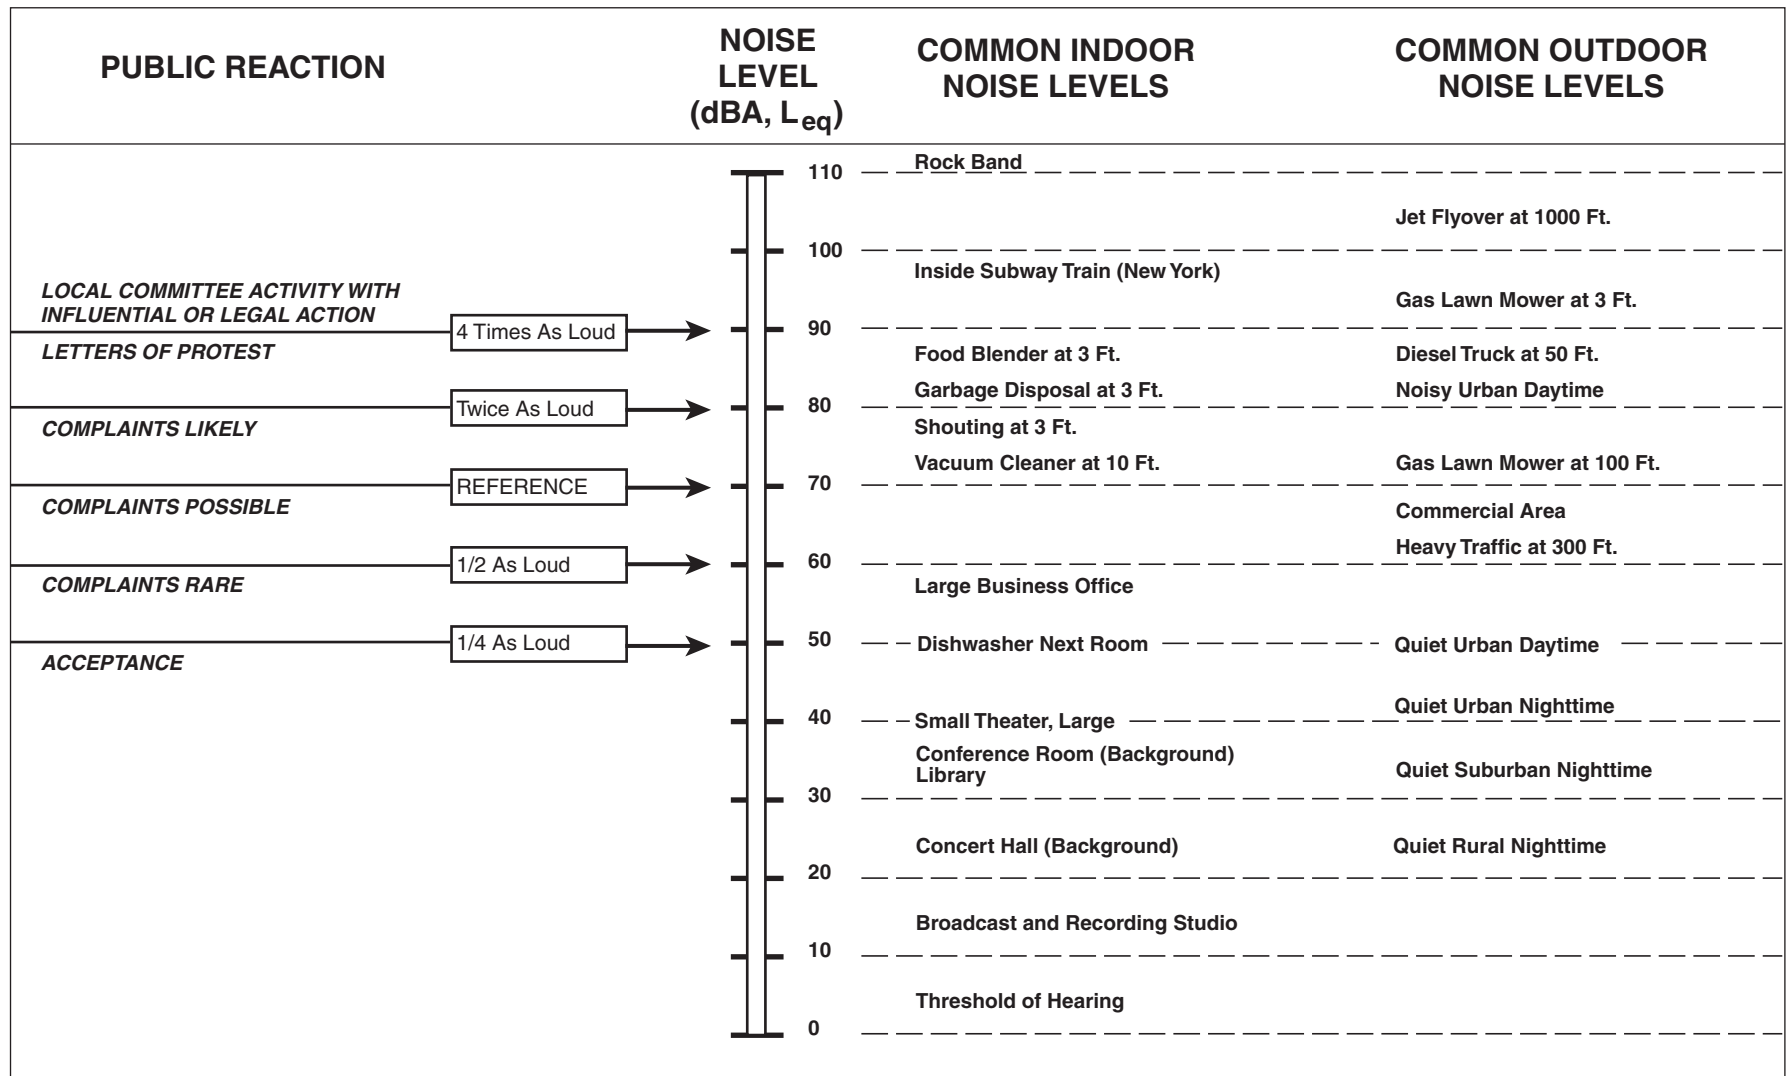 PUBLIC REACTION
NOISE
LEVEL
(dBA, Leq)
COMMON INDOOR
NOISE LEVELS
COMMON OUTDOOR
NOISE LEVELS
110
Rock Band
Jet Flyover at 1000 Ft.
100
Inside Subway Train (New York)
LOCAL COMMITTEE ACTIVITY WITH
INFLUENTIAL OR LEGAL ACTION
Gas Lawn Mower at 3 Ft.
4 Times As Loud
90
LETTERS OF PROTEST
Food Blender at 3 Ft.
Diesel Truck at 50 Ft.
Garbage Disposal at 3 Ft.
Noisy Urban Daytime
Twice As Loud
80
COMPLAINTS LIKELY
Shouting at 3 Ft.
Vacuum Cleaner at 10 Ft.
Gas Lawn Mower at 100 Ft.
REFERENCE
70
COMPLAINTS POSSIBLE
Commercial Area
Heavy Traffic at 300 Ft.
1/2 As Loud
60
COMPLAINTS RARE
Large Business Office
1/4 As Loud
50
Dishwasher Next Room
Quiet Urban Daytime
ACCEPTANCE
Quiet Urban Nighttime
40
Small Theater, Large
Conference Room (Background)
Library
Quiet Suburban Nighttime
30
Concert Hall (Background)
Quiet Rural Nighttime
20
Broadcast and Recording Studio
10
Threshold of Hearing
0